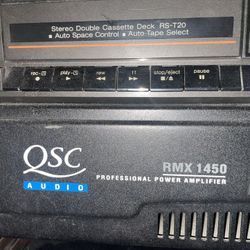 Stereo Double Cassette Deck RS-T20
■ Auto Space Control ■ Auto-Tape Select
rec play rew ff stop/eject pause
QSC
AUDIO
RMX 1450
PROFESSIONAL POWER AMPLIFIER